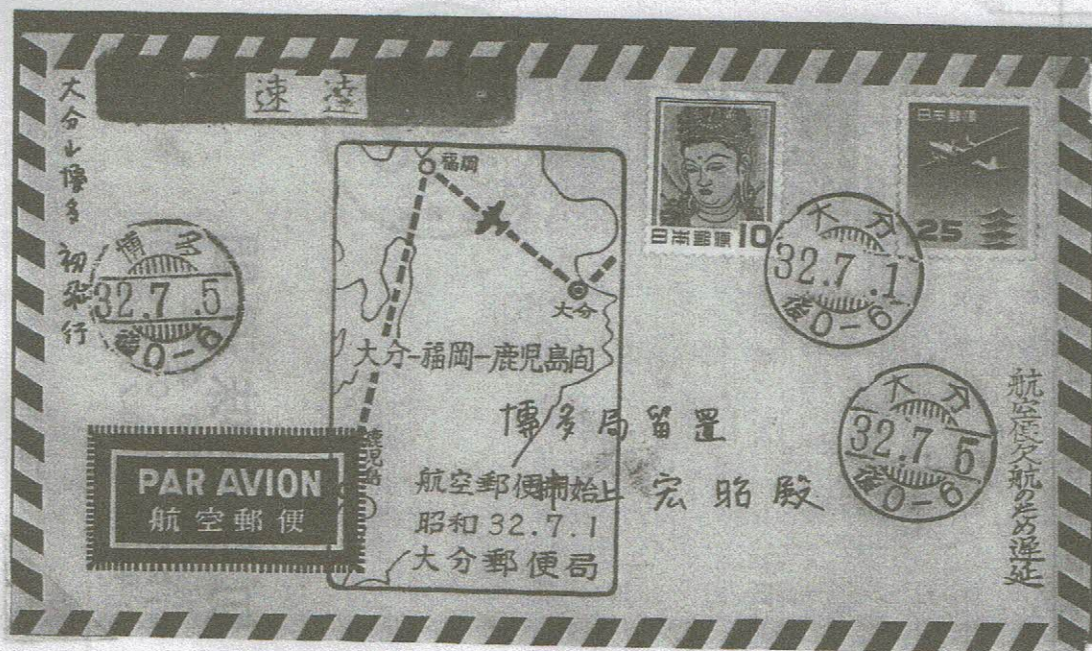 速達
大分→博多 初飛行
日本郵便 10
日本郵便
25
大分
32.7.1
後0-6
博多
32.7.5
後0-6
福岡
大分
鹿児島
大分-福岡-鹿児島間
航空郵便開始
昭和32.7.1
大分郵便局
博多局留置
上 宏昭殿
大分
32.7.5
後0-6
航空便欠航のため遅延
PAR AVION
航空郵便